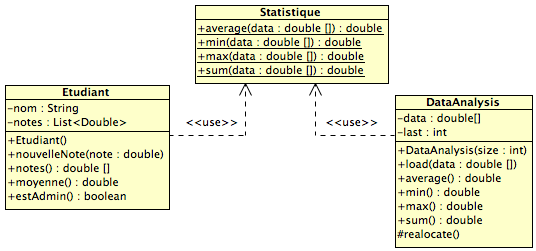 Statistique
+average(data : double []) : double
+min(data : double []) : double
+max(data : double []) : double
+sum(data : double []) : double
Etudiant
-nom : String
-notes : List<Double>
+Etudiant()
+nouvelleNote(note : double)
+notes() : double []
+moyenne() : double
+estAdmin() : boolean
<<use>>
<<use>>
DataAnalysis
-data : double[]
-last : int
+DataAnalysis(size : int)
+load(data : double [])
+average() : double
+min() : double
+max() : double
+sum() : double
#realocate()